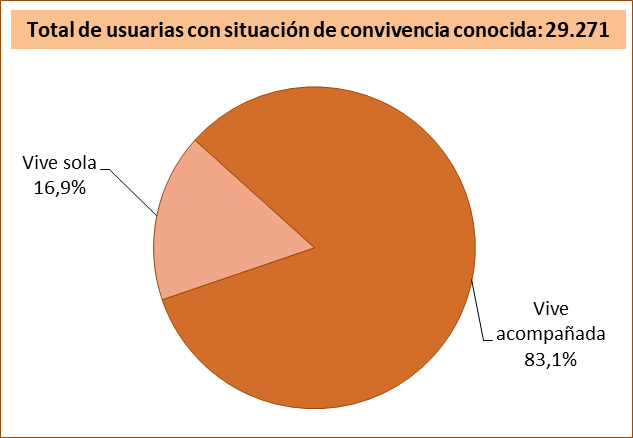 Total de usuarias con situación de convivencia conocida: 29.271
Vive sola
16,9%
Vive
acompañada
83,1%